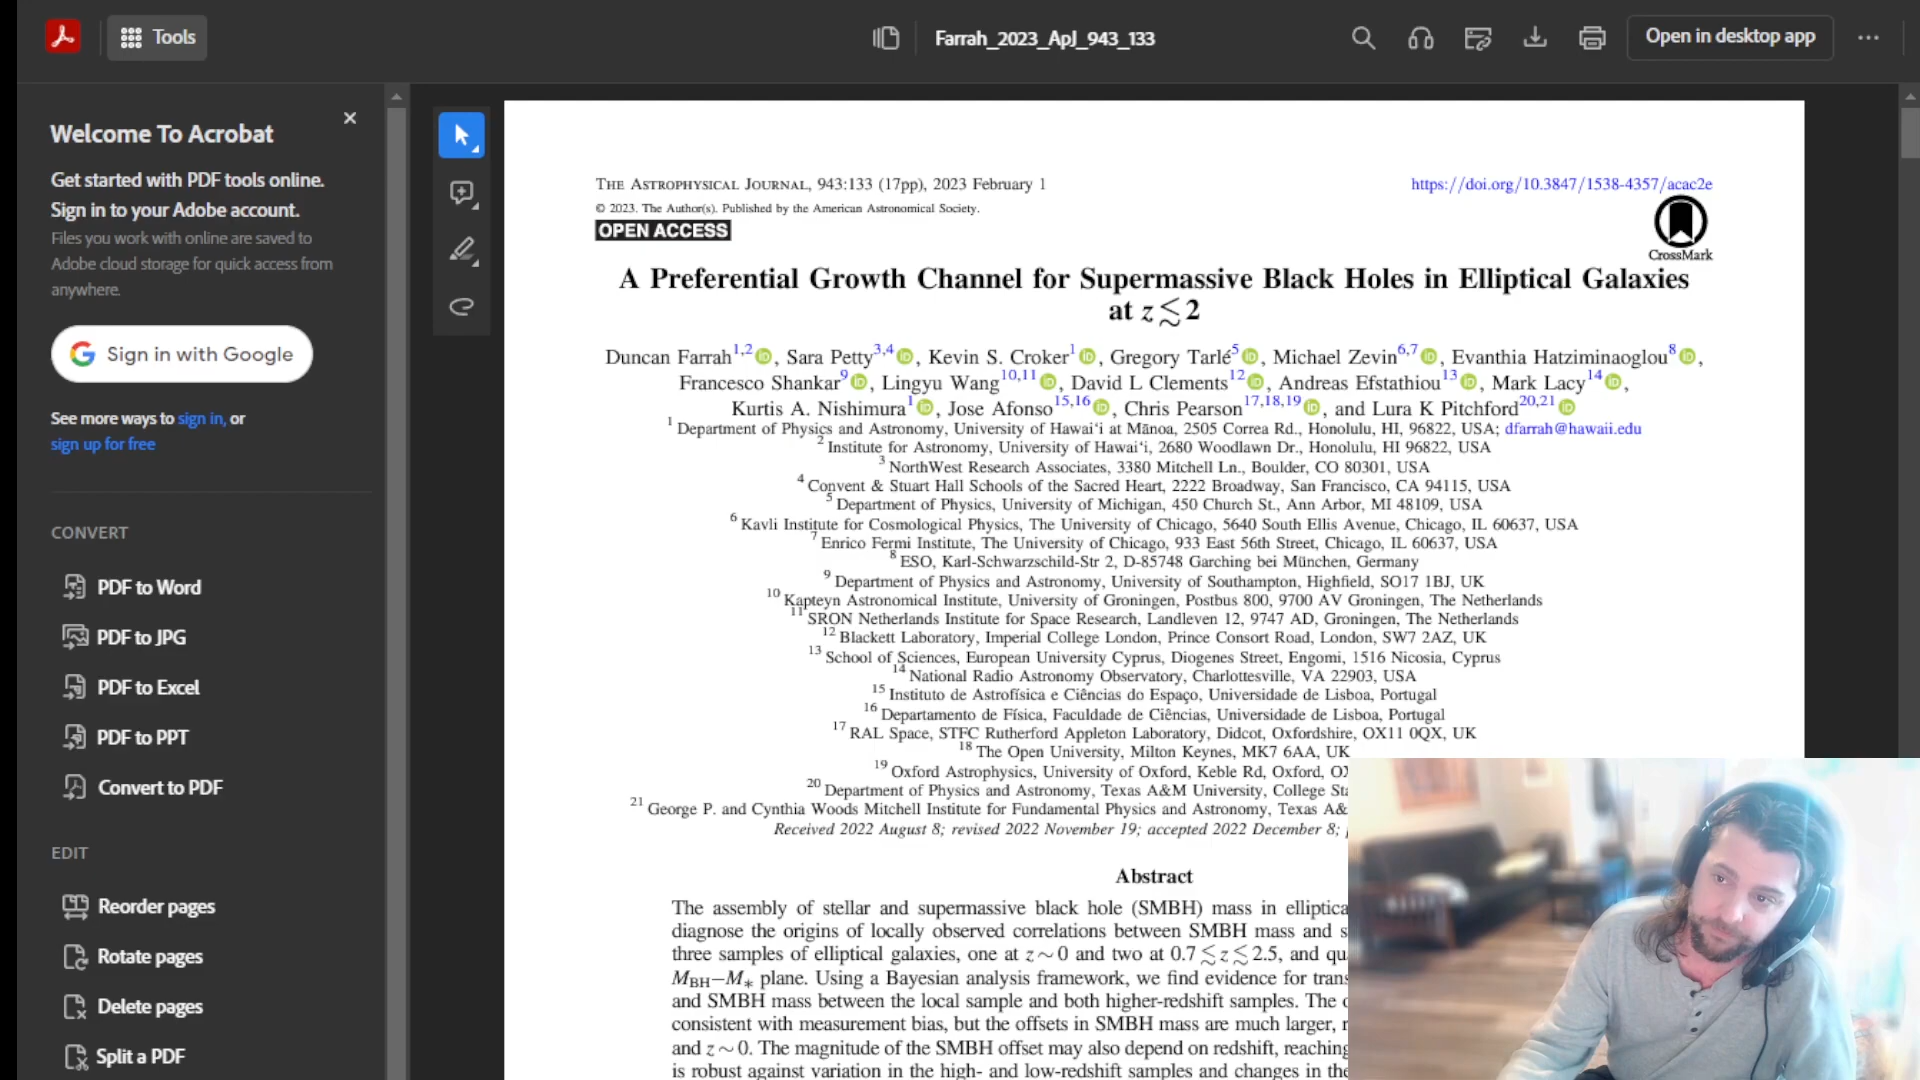 Tools
Farrah_2023_ApJ_943_133
Open in desktop app
Welcome To Acrobat
Get started with PDF tools online.
Sign in to your Adobe account.
Files you work with online are saved to
Adobe cloud storage for quick access from
anywhere.
Sign in with Google
See more ways to sign in, or
sign up for free
CONVERT
PDF to Word
PDF to JPG
PDF to Excel
PDF to PPT
Convert to PDF
EDIT
Reorder pages
Rotate pages
Delete pages
Split a PDF
THE ASTROPHYSICAL JOURNAL, 943:133 (17pp), 2023 February 1
https://doi.org/10.3847/1538-4357/acac2e
© 2023. The Author(s). Published by the American Astronomical Society.
OPEN ACCESS
CrossMark
A Preferential Growth Channel for Supermassive Black Holes in Elliptical Galaxies
at z ≲ 2
Duncan Farrah1,2, Sara Petty3,4, Kevin S. Croker1, Gregory Tarlé5, Michael Zevin6,7, Evanthia Hatziminaoglou8,
Francesco Shankar9, Lingyu Wang10,11, David L Clements12, Andreas Efstathiou13, Mark Lacy14,
Kurtis A. Nishimura1, Jose Afonso15,16, Chris Pearson17,18,19, and Lura K Pitchford20,21
1 Department of Physics and Astronomy, University of Hawai‘i at Mānoa, 2505 Correa Rd., Honolulu, HI, 96822, USA; dfarrah@hawaii.edu
2 Institute for Astronomy, University of Hawai‘i, 2680 Woodlawn Dr., Honolulu, HI 96822, USA
3 NorthWest Research Associates, 3380 Mitchell Ln., Boulder, CO 80301, USA
4 Convent & Stuart Hall Schools of the Sacred Heart, 2222 Broadway, San Francisco, CA 94115, USA
5 Department of Physics, University of Michigan, 450 Church St., Ann Arbor, MI 48109, USA
6 Kavli Institute for Cosmological Physics, The University of Chicago, 5640 South Ellis Avenue, Chicago, IL 60637, USA
7 Enrico Fermi Institute, The University of Chicago, 933 East 56th Street, Chicago, IL 60637, USA
8 ESO, Karl-Schwarzschild-Str 2, D-85748 Garching bei München, Germany
9 Department of Physics and Astronomy, University of Southampton, Highfield, SO17 1BJ, UK
10 Kapteyn Astronomical Institute, University of Groningen, Postbus 800, 9700 AV Groningen, The Netherlands
11 SRON Netherlands Institute for Space Research, Landleven 12, 9747 AD, Groningen, The Netherlands
12 Blackett Laboratory, Imperial College London, Prince Consort Road, London, SW7 2AZ, UK
13 School of Sciences, European University Cyprus, Diogenes Street, Engomi, 1516 Nicosia, Cyprus
14 National Radio Astronomy Observatory, Charlottesville, VA 22903, USA
15 Instituto de Astrofísica e Ciências do Espaço, Universidade de Lisboa, Portugal
16 Departamento de Física, Faculdade de Ciências, Universidade de Lisboa, Portugal
17 RAL Space, STFC Rutherford Appleton Laboratory, Didcot, Oxfordshire, OX11 0QX, UK
18 The Open University, Milton Keynes, MK7 6AA, UK
19 Oxford Astrophysics, University of Oxford, Keble Rd, Oxford,
20 Department of Physics and Astronomy, Texas A&M University, College
21 George P. and Cynthia Woods Mitchell Institute for Fundamental Physics and Astronomy, Texas
Received 2022 August 8; revised 2022 November 19; accepted 2022 December 8;
Abstract
The assembly of stellar and supermassive black hole (SMBH) mass in
diagnose the origins of locally observed correlations between SMBH mass and
three samples of elliptical galaxies, one at z ∼ 0 and two at 0.7 ≲ z ≲ 2.5, and
MBH–M* plane. Using a Bayesian analysis framework, we find evidence for
and SMBH mass between the local sample and both higher-redshift samples. The
consistent with measurement bias, but the offsets in SMBH mass are much larger,
and z ∼ 0. The magnitude of the SMBH offset may also depend on redshift, reaching
is robust against variation in the high- and low-redshift samples and changes in the